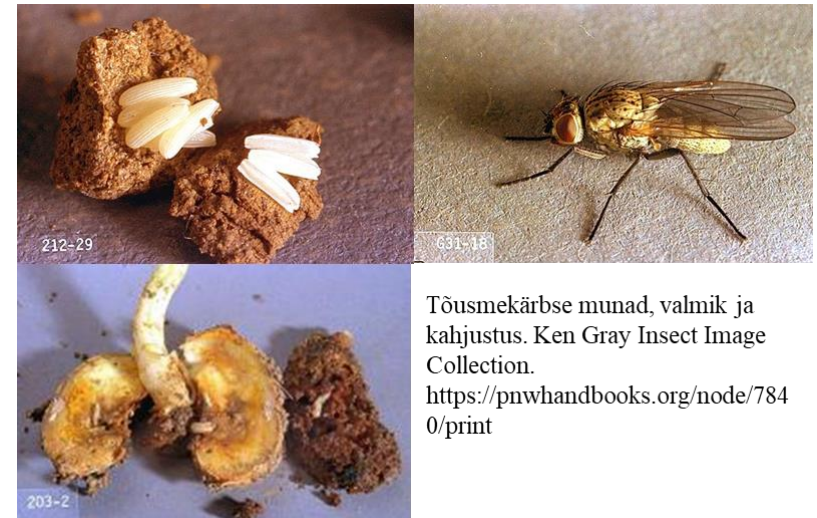 212-29
G31-18
Tõusmekärbse munad, valmik ja
kahjustus. Ken Gray Insect Image
Collection.
https://pnwhandbooks.org/node/784
0/print
203-2